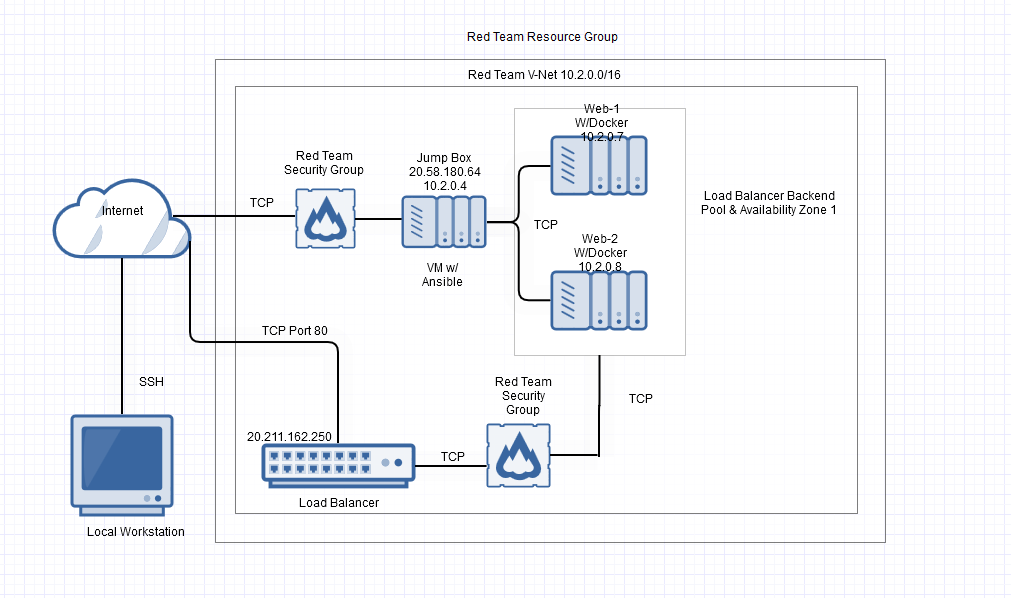 Red Team Resource Group
Red Team V-Net 10.2.0.0/16
Web-1
W/Docker
10.2.0.7
Red Team
Security Group
Jump Box
20.58.180.64
10.2.0.4
Load Balancer Backend
Pool & Availability Zone 1
Internet
TCP
TCP
Web-2
W/Docker
10.2.0.8
VM w/
Ansible
TCP Port 80
SSH
Red Team
Security
Group
TCP
20.211.162.250
TCP
Load Balancer
Local Workstation